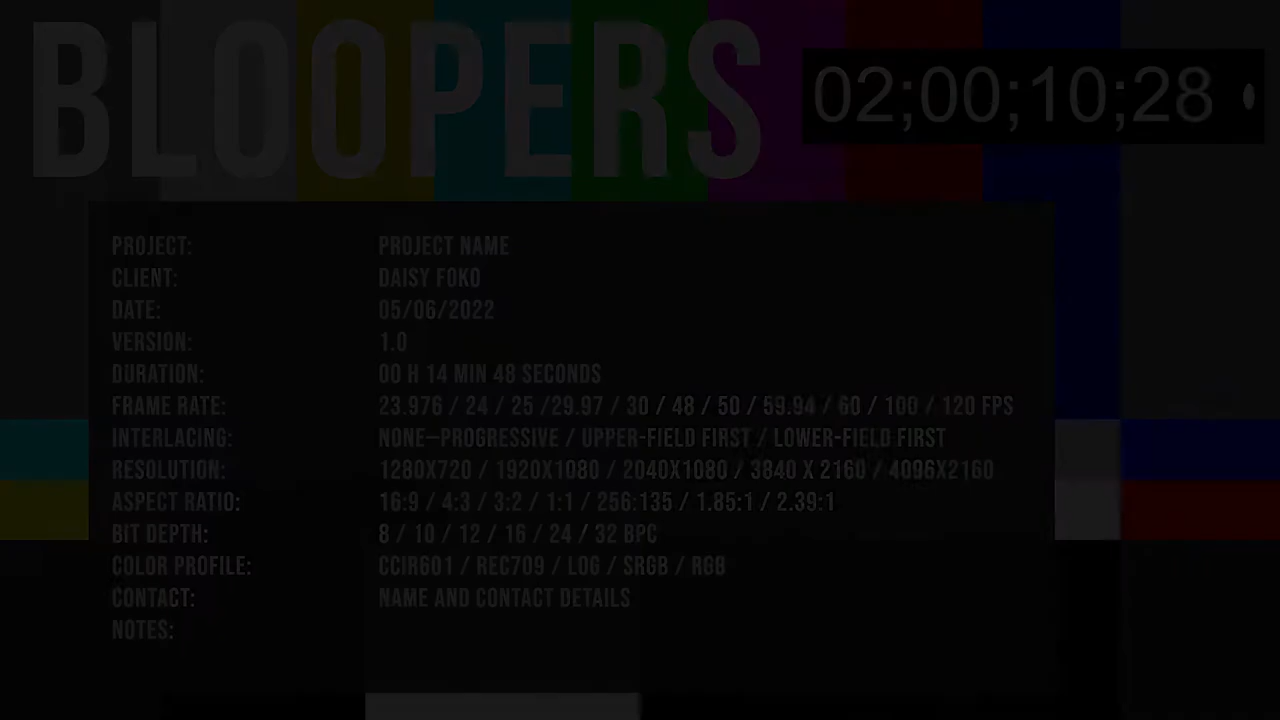 BLOOPERS
02;00;10;28
PROJECT: PROJECT NAME
CLIENT: DAISY FOKO
DATE: 05/06/2022
VERSION: 1.0
DURATION: 00 H 14 MIN 48 SECONDS
FRAME RATE: 23.976 / 24 / 25 /29.97 / 30 / 48 / 50 / 59.94 / 60 / 100 / 120 FPS
INTERLACING: NONE–PROGRESSIVE / UPPER-FIELD FIRST / LOWER-FIELD FIRST
RESOLUTION: 1280X720 / 1920X1080 / 2040X1080 / 3840 X 2160 / 4096X2160
ASPECT RATIO: 16:9 / 4:3 / 3:2 / 1:1 / 256:135 / 1.85:1 / 2.39:1
BIT DEPTH: 8 / 10 / 12 / 16 / 24 / 32 BPC
COLOR PROFILE: CCIR601 / REC709 / LOG / SRGB / RGB
CONTACT: NAME AND CONTACT DETAILS
NOTES: